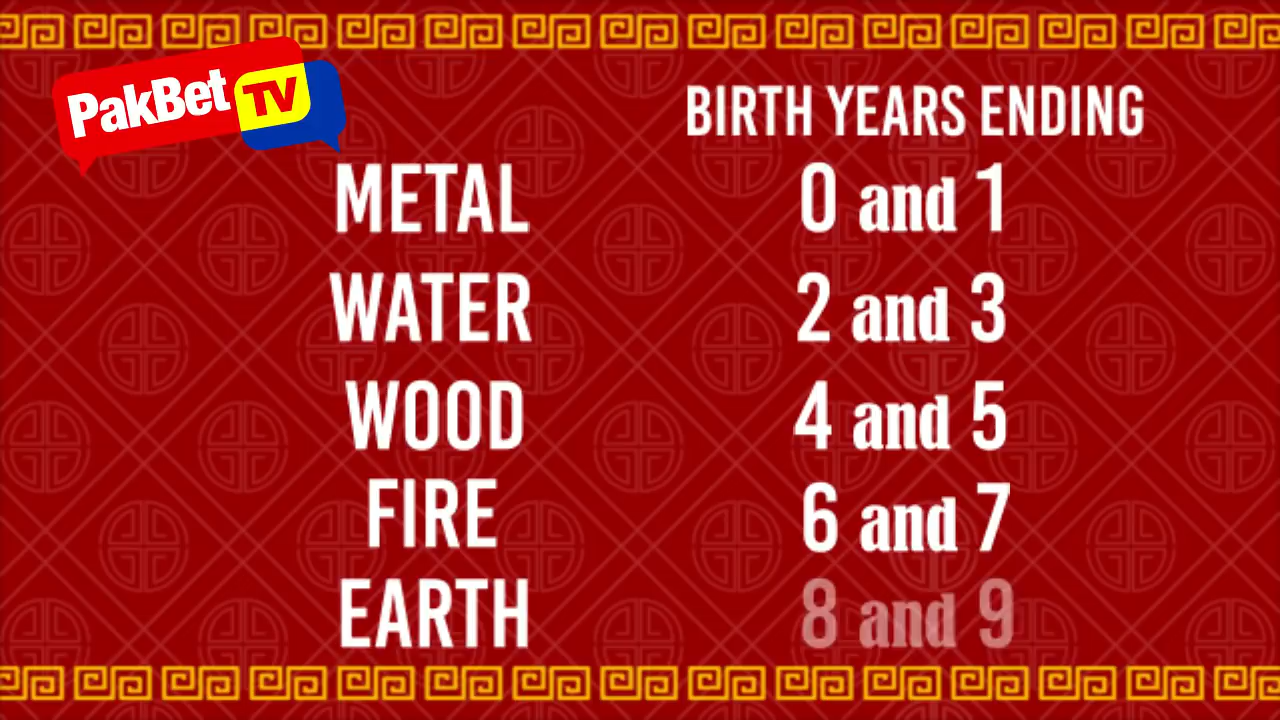 PakBet TV
BIRTH YEARS ENDING
METAL 0 and 1
WATER 2 and 3
WOOD 4 and 5
FIRE 6 and 7
EARTH 8 and 9